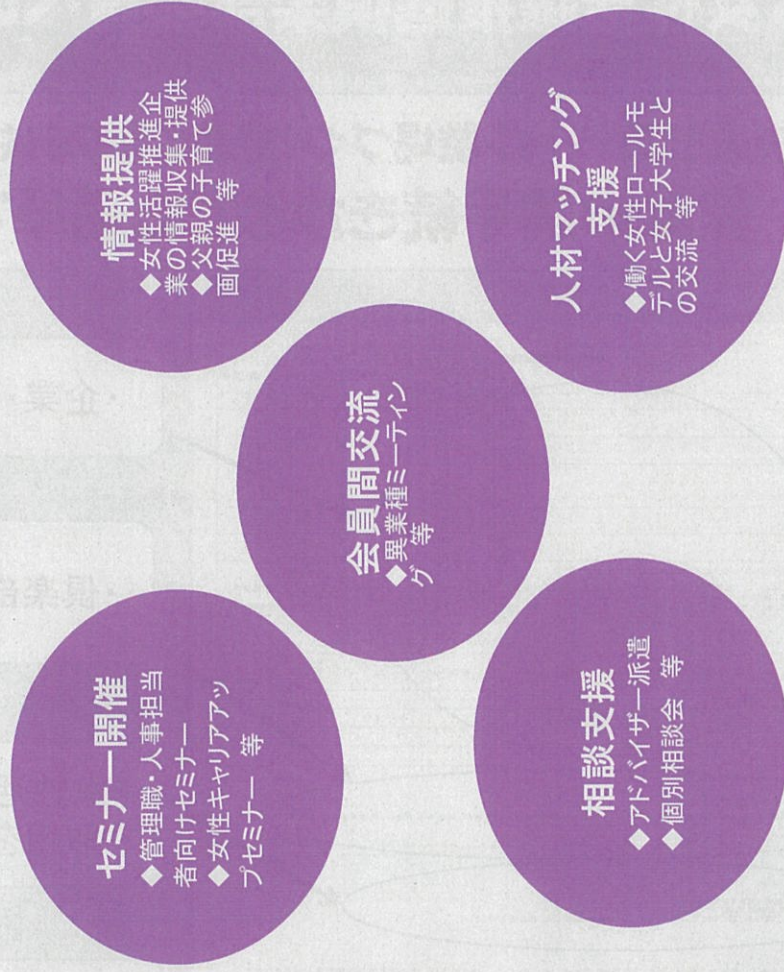 セミナー開催
◆管理職・人事担当
者向けセミナー
◆女性キャリアアッ
プセミナー 等
情報提供
◆女性活躍推進企
業の情報収集・提供
◆父親の子育て参
画促進 等
会員間交流
◆異業種ミーティン
グ 等
相談支援
◆アドバイザー派遣
◆個別相談会 等
人材マッチング
支援
◆働く女性ロールモ
デルと女子大学生と
の交流 等